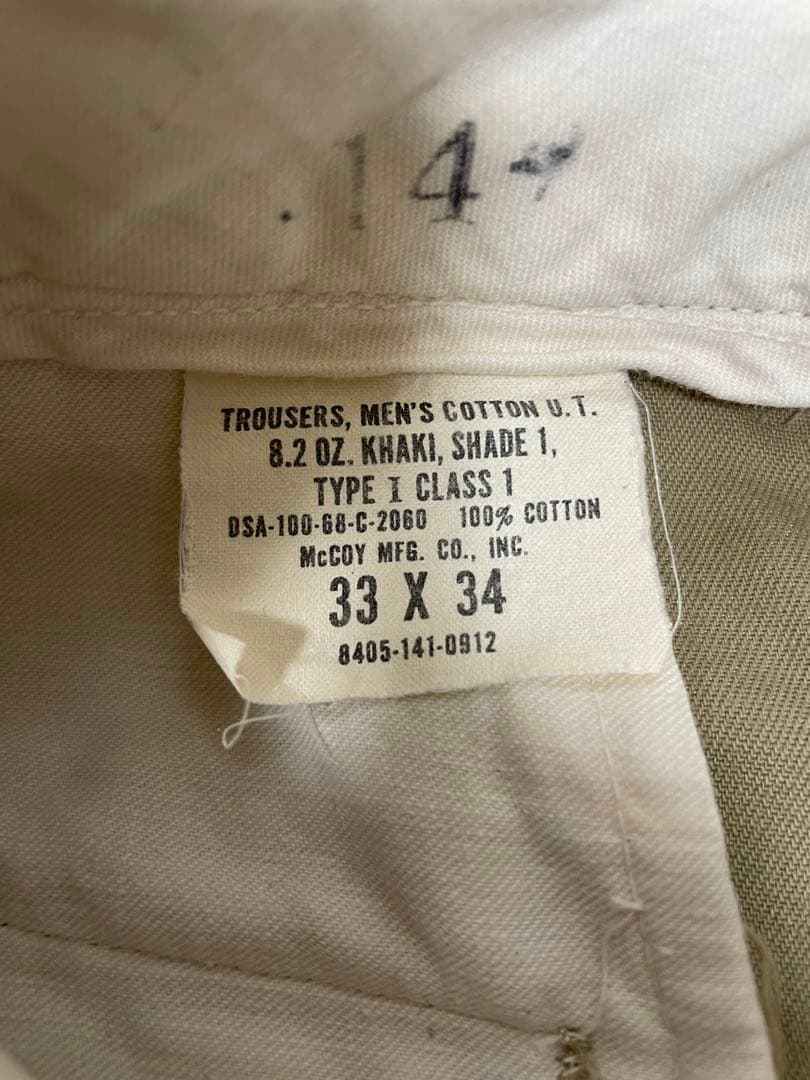 .14
TROUSERS, MEN'S COTTON U.T.
8.2 OZ. KHAKI, SHADE 1,
TYPE I CLASS 1
DSA-100-68-C-2060 100% COTTON
McCOY MFG. CO., INC.
33 X 34
8405-141-0912